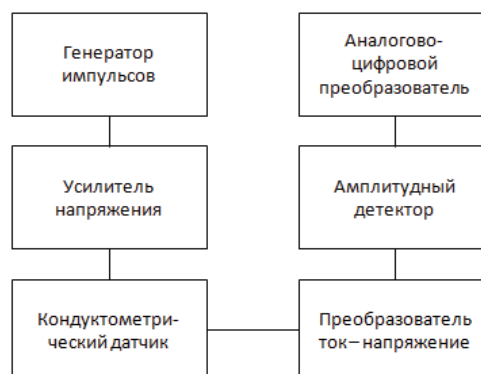 Генератор
импульсов
Усилитель
напряжения
Кондуктометри-
ческий датчик
Аналогово-
цифровой
преобразователь
Амплитудный
детектор
Преобразователь
ток–напряжение